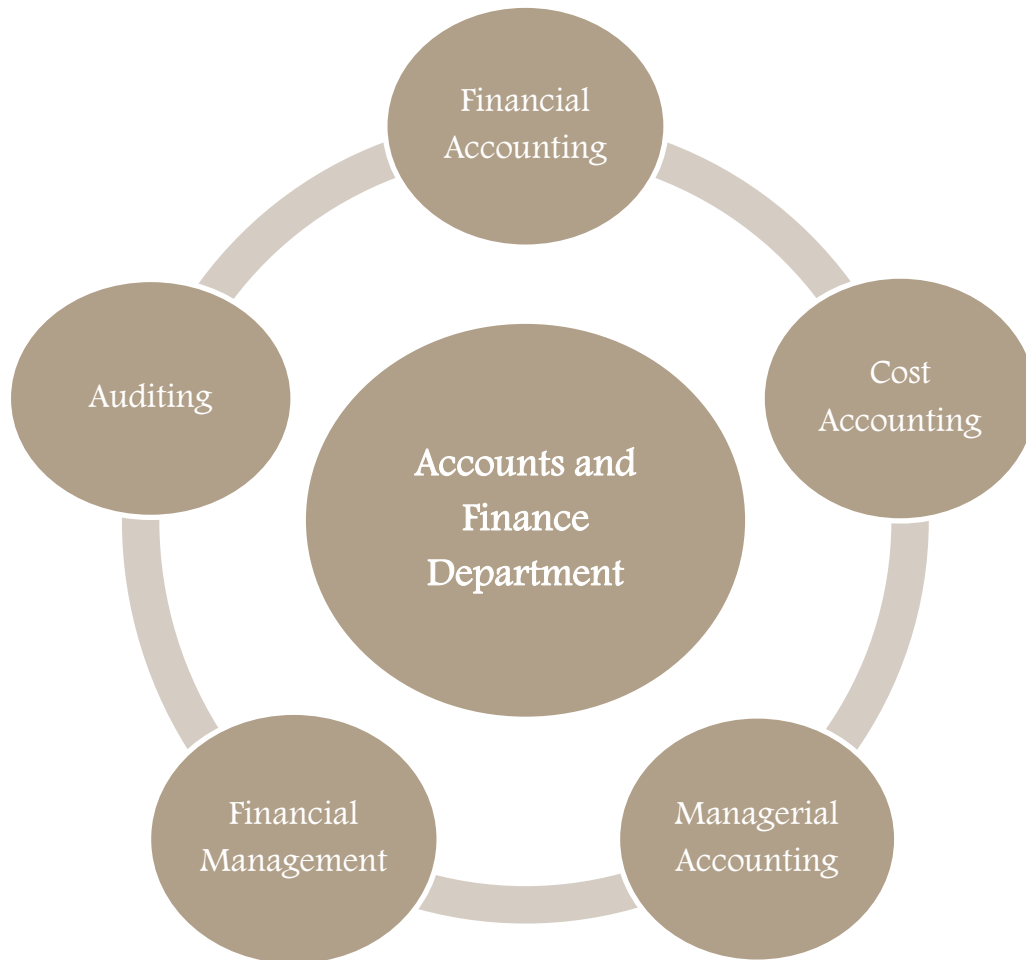 Financial
Accounting
Cost
Accounting
Auditing
Accounts and
Finance
Department
Managerial
Accounting
Financial
Management